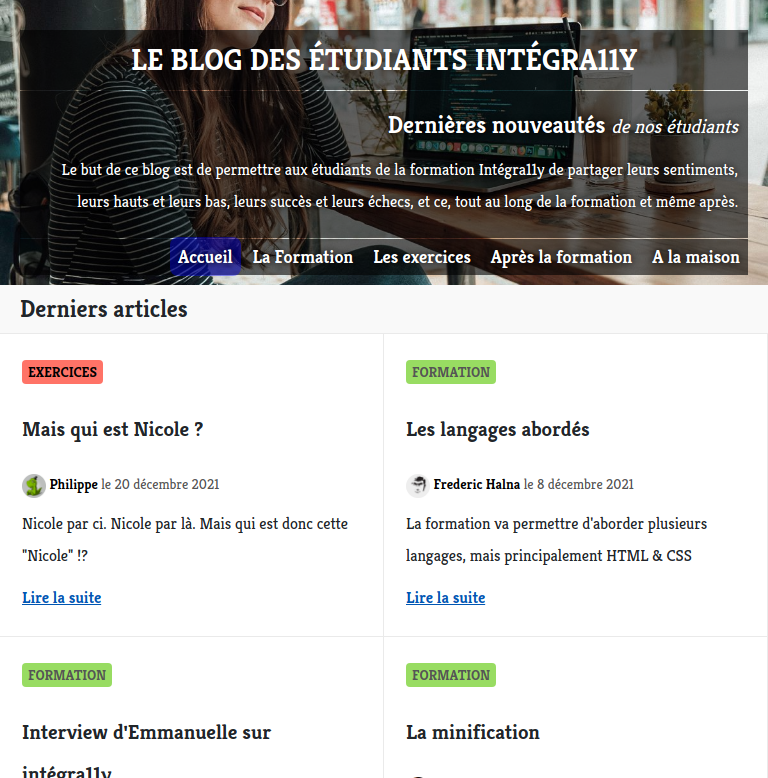 LE BLOG DES ÉTUDIANTS INTÉGRA11Y
Dernières nouveautés de nos étudiants
Le but de ce blog est de permettre aux étudiants de la formation Intégra11y de partager leurs sentiments,
leurs hauts et leurs bas, leurs succès et leurs échecs, et ce, tout au long de la formation et même après.
Accueil La Formation Les exercices Après la formation A la maison
Derniers articles
EXERCICES
Mais qui est Nicole ?
Philippe le 20 décembre 2021
Nicole par ci. Nicole par là. Mais qui est donc cette
"Nicole" !?
Lire la suite
FORMATION
Les langages abordés
Frederic Halna le 8 décembre 2021
La formation va permettre d'aborder plusieurs
langages, mais principalement HTML & CSS
Lire la suite
FORMATION
Interview d'Emmanuelle sur
intégra11y
FORMATION
La minification